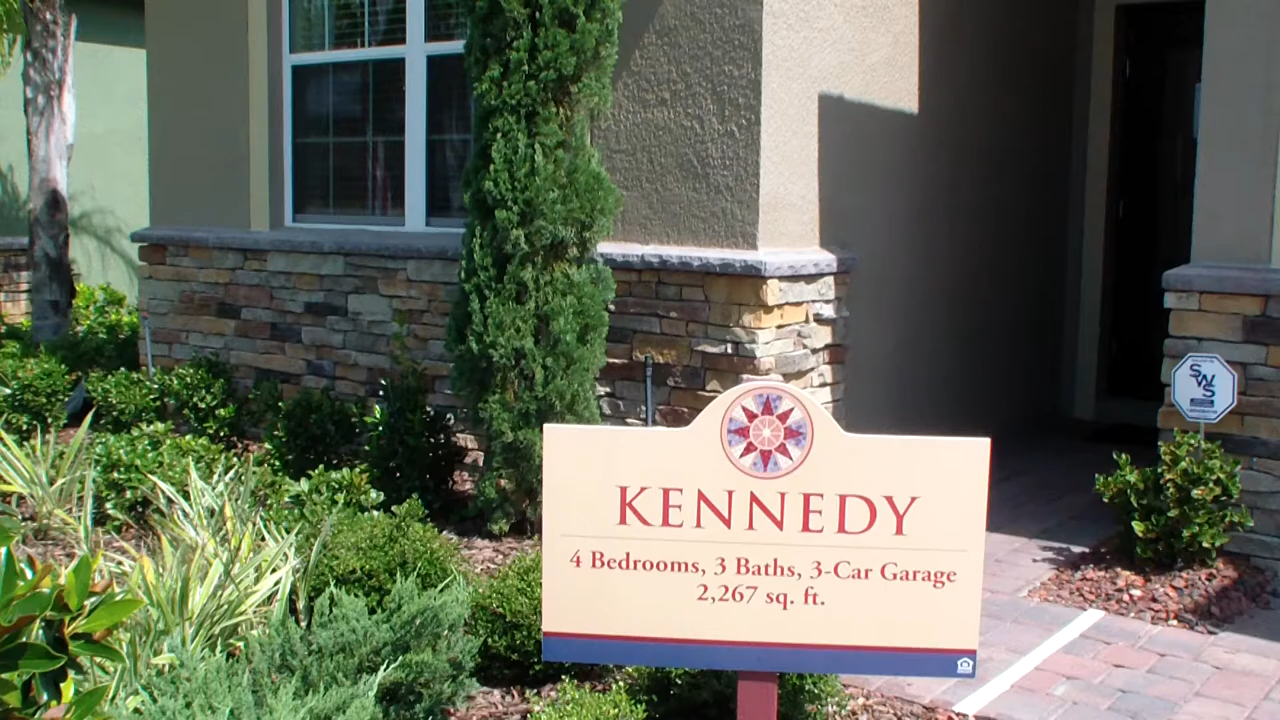 KENNEDY
4 Bedrooms, 3 Baths, 3-Car Garage
2,267 sq. ft.
SWS